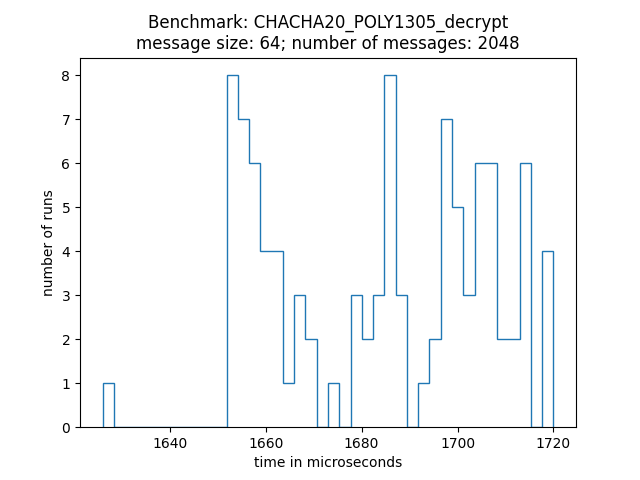 Benchmark: CHACHA20_POLY1305_decrypt
message size: 64; number of messages: 2048
8
7
6
5
4
3
2
1
0
number of runs
1640 1660 1680 1700 1720
time in microseconds